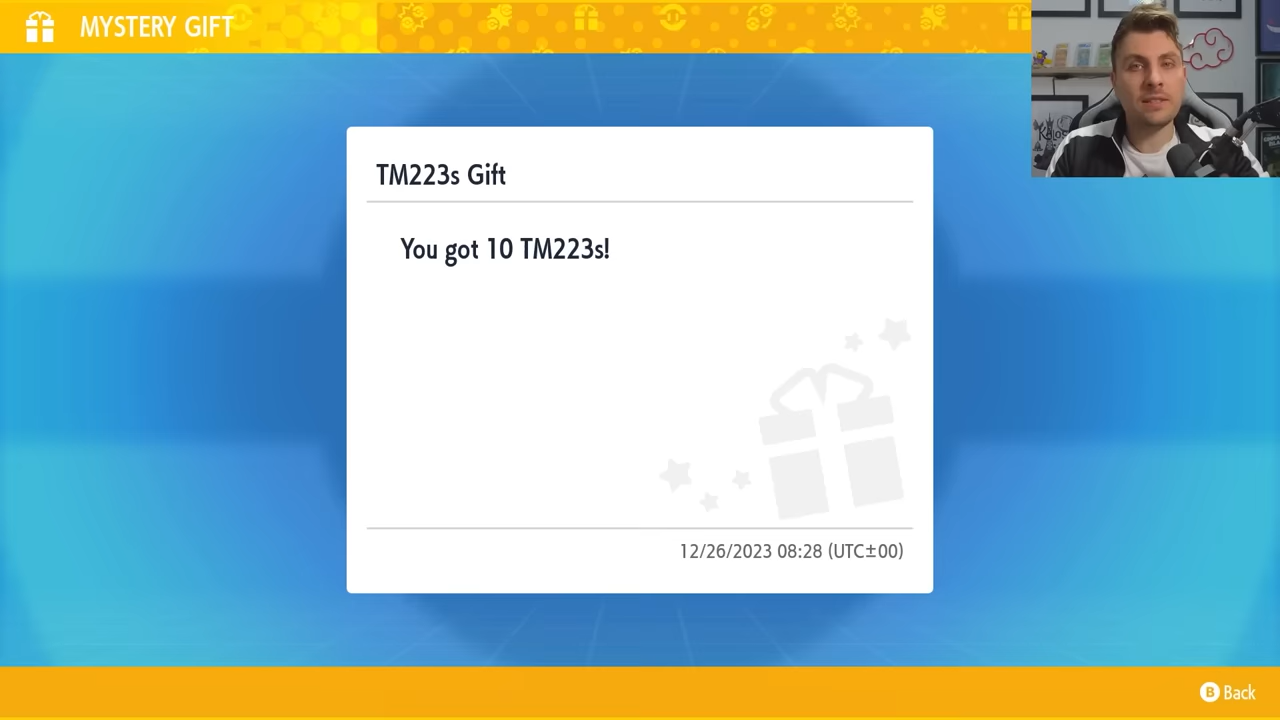 MYSTERY GIFT
TM223s Gift
You got 10 TM223s!
12/26/2023 08:28 (UTC±00)
B Back